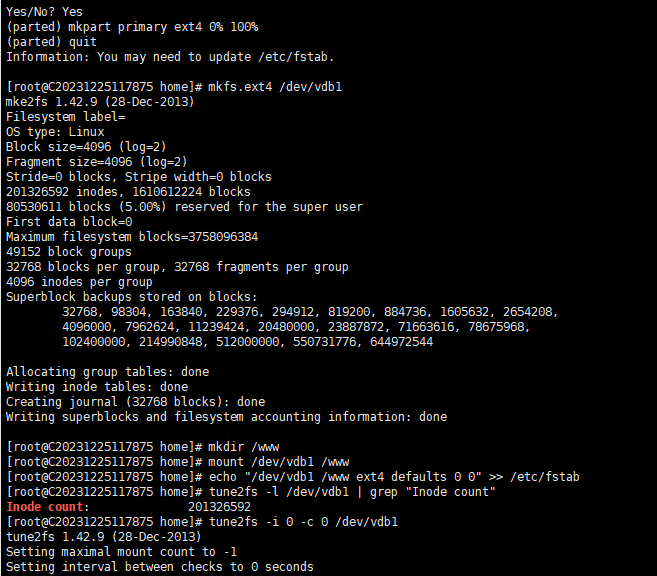 Yes/No? Yes
(parted) mkpart primary ext4 0% 100%
(parted) quit
Information: You may need to update /etc/fstab.
[root@C20231225117875 home]# mkfs.ext4 /dev/vdb1
mke2fs 1.42.9 (28-Dec-2013)
Filesystem label=
OS type: Linux
Block size=4096 (log=2)
Fragment size=4096 (log=2)
Stride=0 blocks, Stripe width=0 blocks
201326592 inodes, 1610612224 blocks
80530611 blocks (5.00%) reserved for the super user
First data block=0
Maximum filesystem blocks=3758096384
49152 block groups
32768 blocks per group, 32768 fragments per group
4096 inodes per group
Superblock backups stored on blocks:
32768, 98304, 163840, 229376, 294912, 819200, 884736, 1605632, 2654208,
4096000, 7962624, 11239424, 20480000, 23887872, 71663616, 78675968,
102400000, 214990848, 512000000, 550731776, 644972544
Allocating group tables: done
Writing inode tables: done
Creating journal (32768 blocks): done
Writing superblocks and filesystem accounting information: done
[root@C20231225117875 home]# mkdir /www
[root@C20231225117875 home]# mount /dev/vdb1 /www
[root@C20231225117875 home]# echo "/dev/vdb1 /www ext4 defaults 0 0" >> /etc/fstab
[root@C20231225117875 home]# tune2fs -l /dev/vdb1 | grep "Inode count"
Inode count: 201326592
[root@C20231225117875 home]# tune2fs -i 0 -c 0 /dev/vdb1
tune2fs 1.42.9 (28-Dec-2013)
Setting maximal mount count to -1
Setting interval between checks to 0 seconds